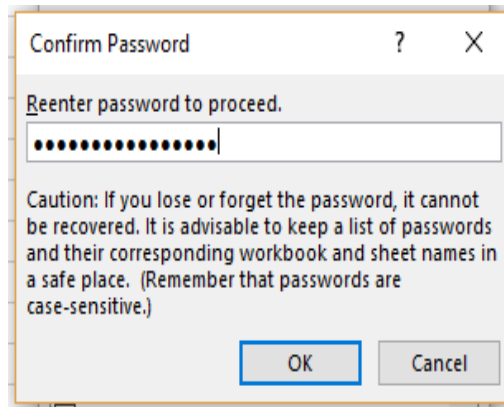 Confirm Password ? X
Reenter password to proceed.
••••••••••••••••
Caution: If you lose or forget the password, it cannot
be recovered. It is advisable to keep a list of passwords
and their corresponding workbook and sheet names in
a safe place. (Remember that passwords are
case-sensitive.)
OK Cancel